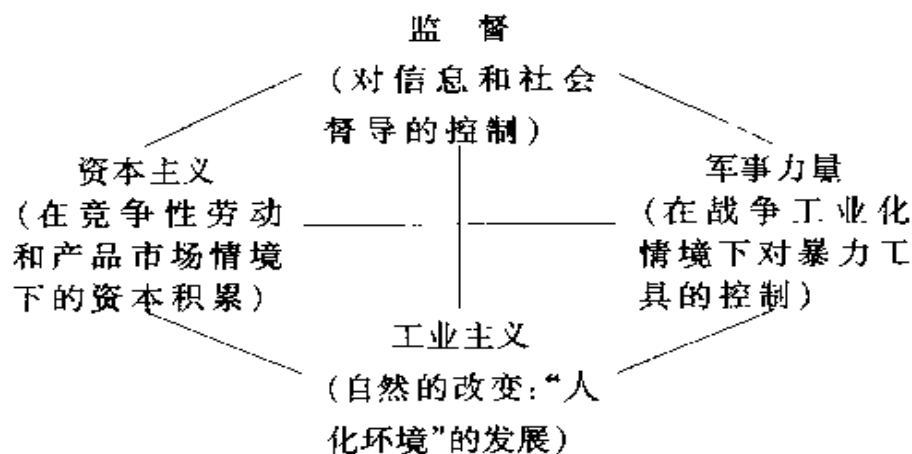 监 督
(对信息和社会
督导的控制)
资本主义
(在竞争性劳动
和产品市场情境
下的资本积累)
军事力量
(在战争工业化
情境下对暴力工
具的控制)
工业主义
(自然的改变:“人
化环境”的发展)